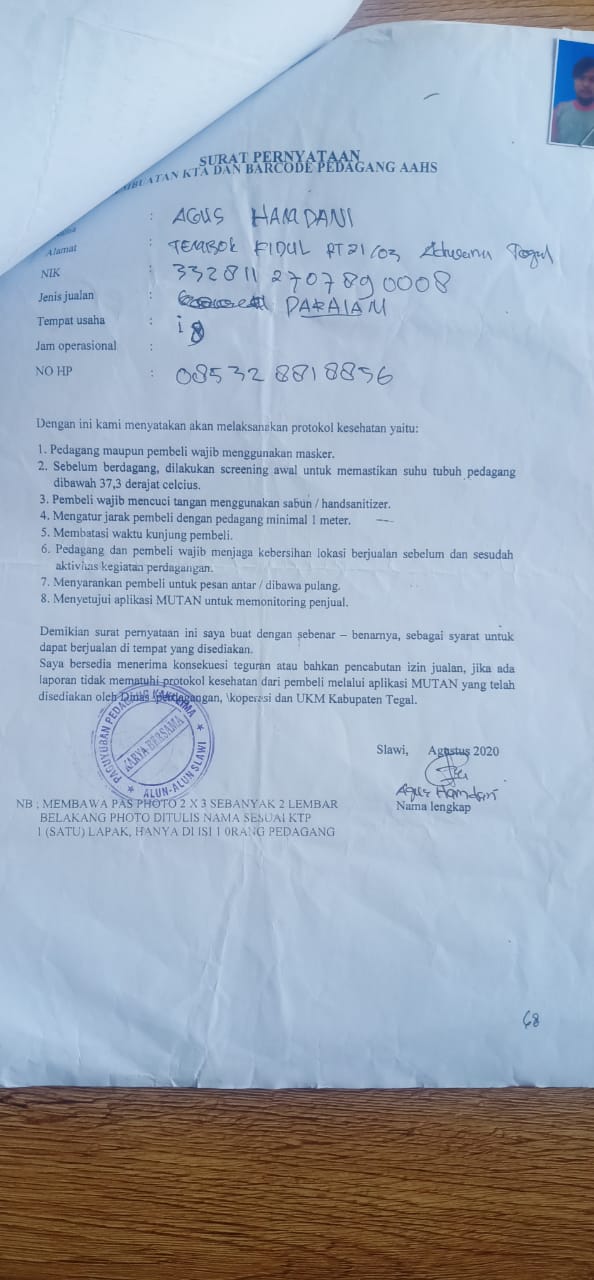 SURAT PERNYATAAN
BUATAN KTA DAN BARCODE PEDAGANG AAHS
: AGUS HAMDANI
Alamat : TEMBOK KIDUL RT 21/03 Adiwerna Tegal
NIK : 3328112707890008
Jenis jualan : PAKAIAN
Tempat usaha :
Jam operasional :
NO HP : 085328818856
Dengan ini kami menyatakan akan melaksanakan protokol kesehatan yaitu:
1. Pedagang maupun pembeli wajib menggunakan masker.
2. Sebelum berdagang, dilakukan screening awal untuk memastikan suhu tubuh pedagang
dibawah 37,3 derajat celcius.
3. Pembeli wajib mencuci tangan menggunakan sabun / handsanitizer.
4. Mengatur jarak pembeli dengan pedagang minimal 1 meter.
5. Membatasi waktu kunjung pembeli.
6. Pedagang dan pembeli wajib menjaga kebersihan lokasi berjualan sebelum dan sesudah
aktivitas kegiatan perdagangan.
7. Menyarankan pembeli untuk pesan antar / dibawa pulang.
8. Menyetujui aplikasi MUTAN untuk memonitoring penjual.
Demikian surat pernyataan ini saya buat dengan sebenar – benarnya, sebagai syarat untuk
dapat berjualan di tempat yang disediakan.
Saya bersedia menerima konsekuesi teguran atau bahkan pencabutan izin jualan, jika ada
laporan tidak mematuhi protokol kesehatan dari pembeli melalui aplikasi MUTAN yang telah
disediakan oleh Dinas perdagangan, \koperasi dan UKM Kabupaten Tegal.
PAGUYUBAN PEDAGANG KAKI LIMA
KARYA BERSAMA
ALUN-ALUN SLAWI
Slawi, Agustus 2020
Agus Hamdani
Nama lengkap
NB ; MEMBAWA PAS PHOTO 2 X 3 SEBANYAK 2 LEMBAR
BELAKANG PHOTO DITULIS NAMA SESUAI KTP
1 (SATU) LAPAK, HANYA DI ISI 1 0RANG PEDAGANG
68